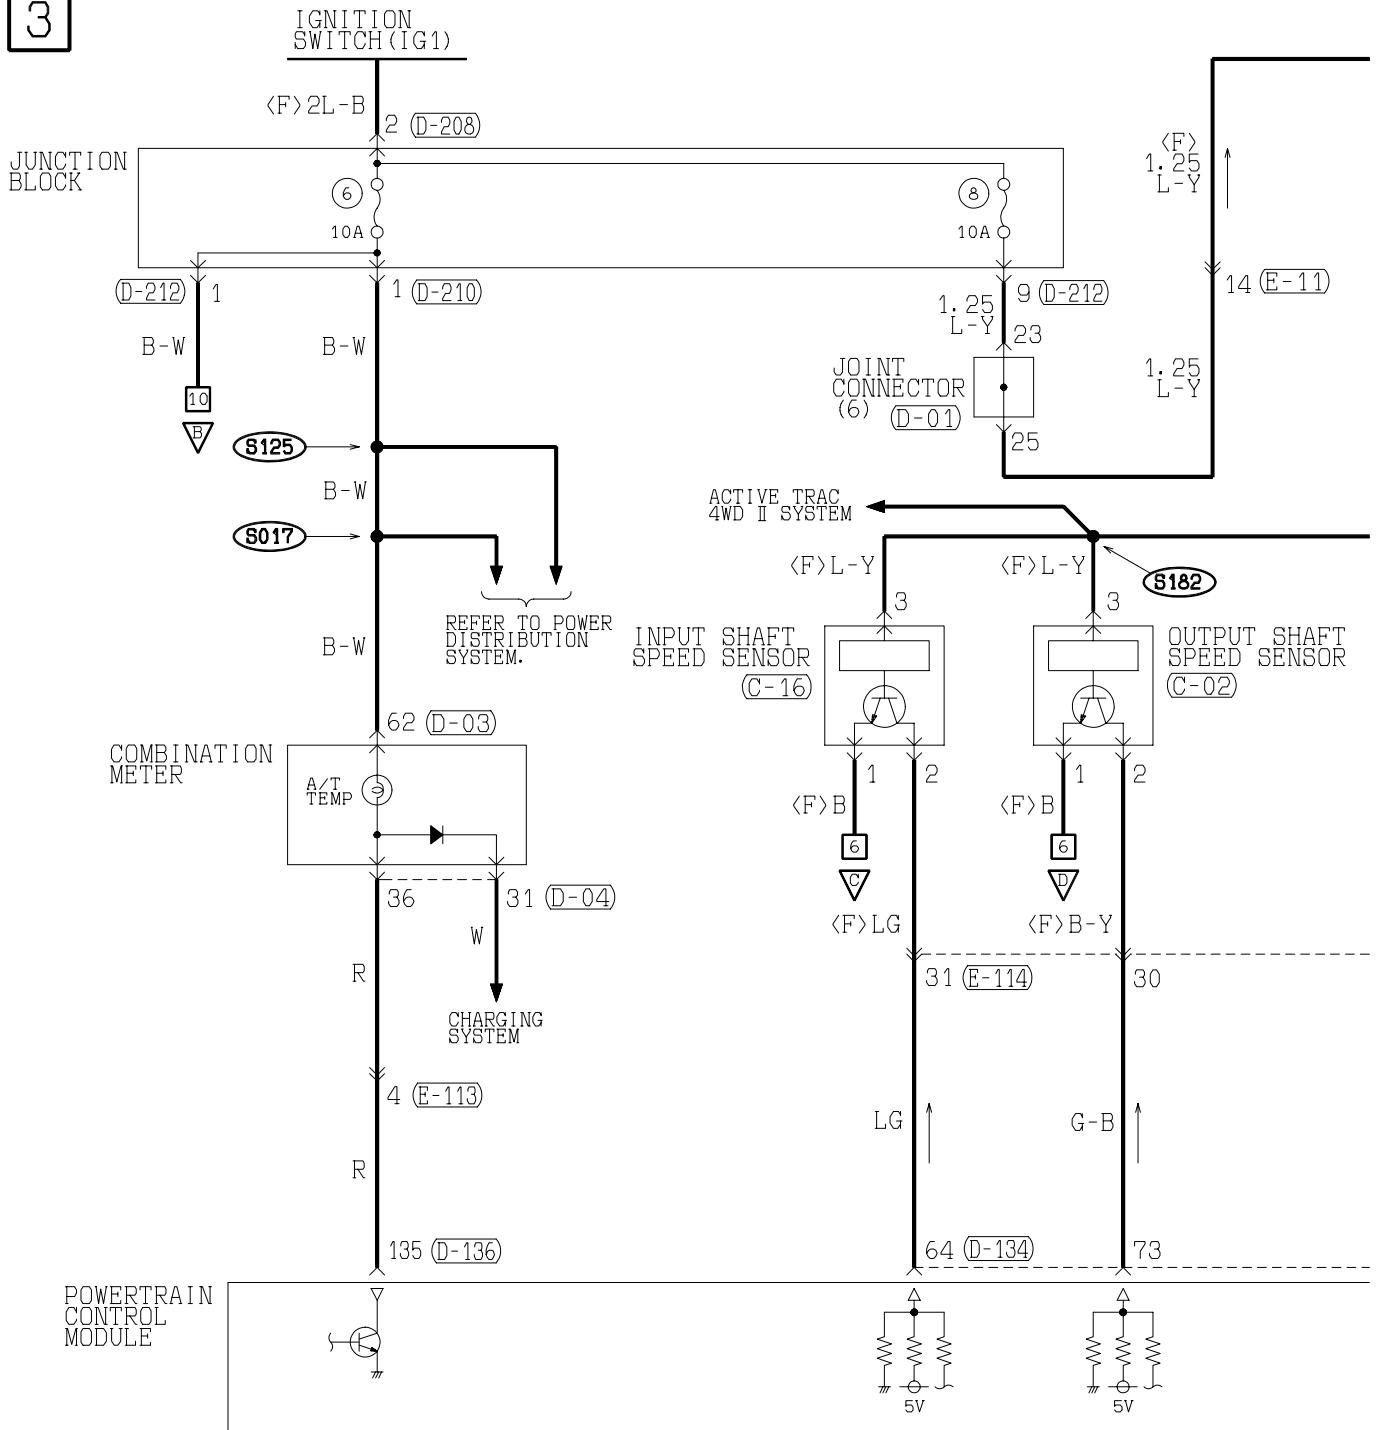 3
IGNITION
SWITCH(IG1)
<F>2L-B
2 (D-208)
JUNCTION
BLOCK
6
10A
8
10A
<F>
1.25
L-Y
(D-212) 1
1 (D-210)
9 (D-212)
14 (E-11)
B-W
B-W
1.25
L-Y
23
JOINT
CONNECTOR
(6) (D-01)
1.25
L-Y
10
B
25
S125
B-W
ACTIVE TRAC
4WD II SYSTEM
S017
<F>L-Y
<F>L-Y
S182
3
3
REFER TO POWER
DISTRIBUTION
SYSTEM.
B-W
INPUT SHAFT
SPEED SENSOR
(C-16)
OUTPUT SHAFT
SPEED SENSOR
(C-02)
62 (D-03)
COMBINATION
METER
A/T
TEMP
1
2
1
2
<F>B
<F>B
6
6
C
D
36
31 (D-04)
<F>LG
<F>B-Y
W
R
31 (E-114)
30
CHARGING
SYSTEM
4 (E-113)
LG
G-B
R
135 (D-136)
64 (D-134)
73
POWERTRAIN
CONTROL
MODULE
5V
5V